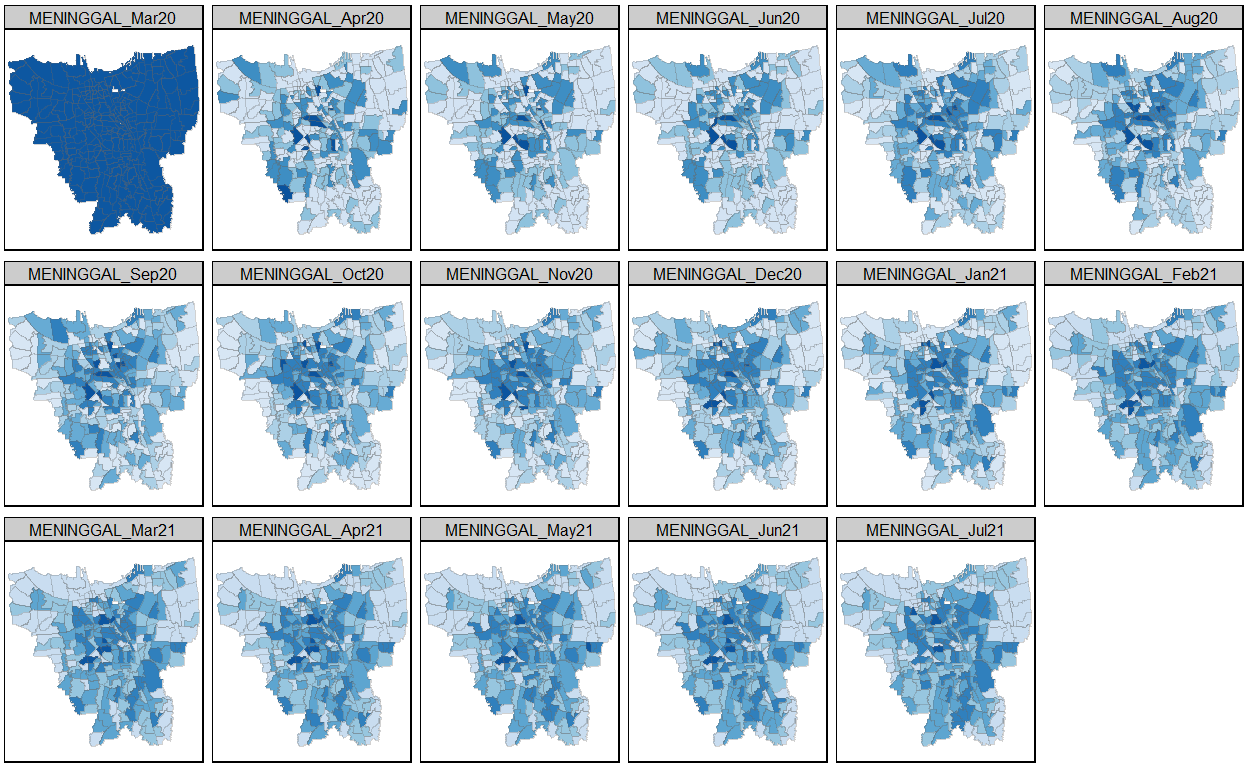 MENINGGAL_Mar20
MENINGGAL_Apr20
MENINGGAL_May20
MENINGGAL_Jun20
MENINGGAL_Jul20
MENINGGAL_Aug20
MENINGGAL_Sep20
MENINGGAL_Oct20
MENINGGAL_Nov20
MENINGGAL_Dec20
MENINGGAL_Jan21
MENINGGAL_Feb21
MENINGGAL_Mar21
MENINGGAL_Apr21
MENINGGAL_May21
MENINGGAL_Jun21
MENINGGAL_Jul21